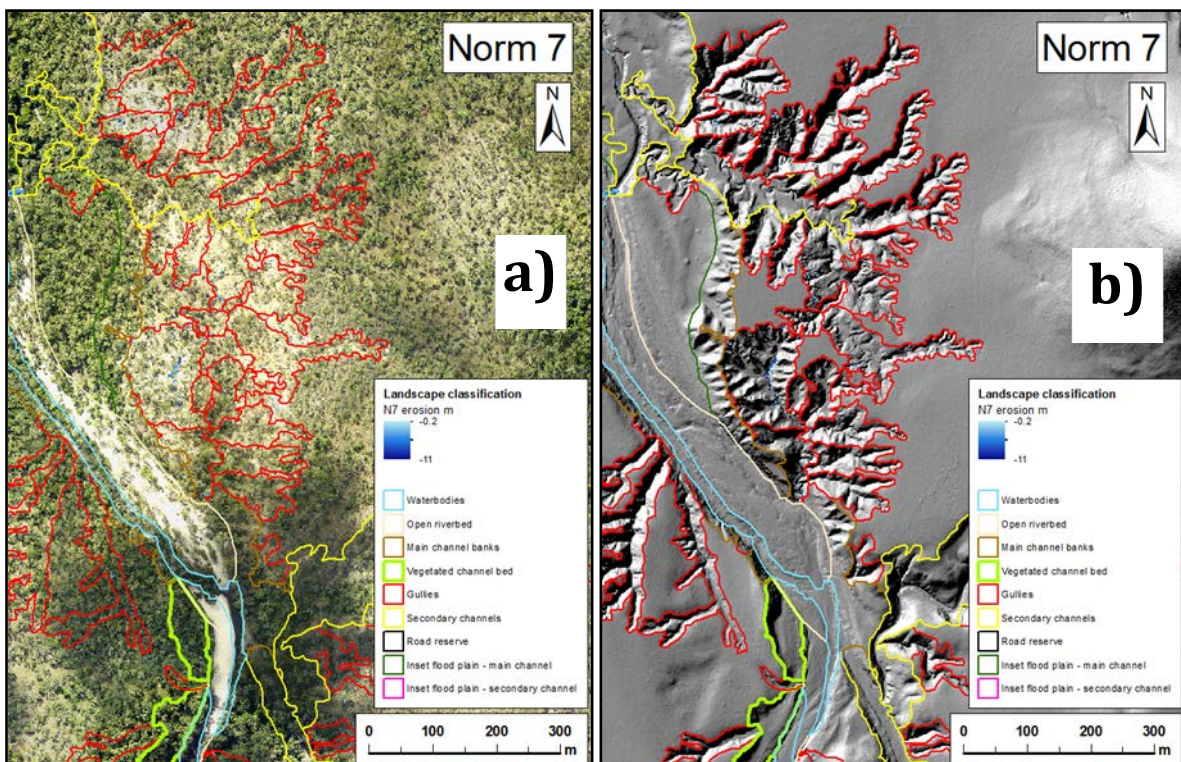 Norm 7
N
a)
Landscape classification
N7 erosion m
-0.2
-11
Waterbodies
Open riverbed
Main channel banks
Vegetated channel bed
Gullies
Secondary channels
Road reserve
Inset flood plain - main channel
Inset flood plain - secondary channel
0 100 200 300
m
Norm 7
N
b)
Landscape classification
N7 erosion m
-0.2
-11
Waterbodies
Open riverbed
Main channel banks
Vegetated channel bed
Gullies
Secondary channels
Road reserve
Inset flood plain - main channel
Inset flood plain - secondary channel
0 100 200 300
m